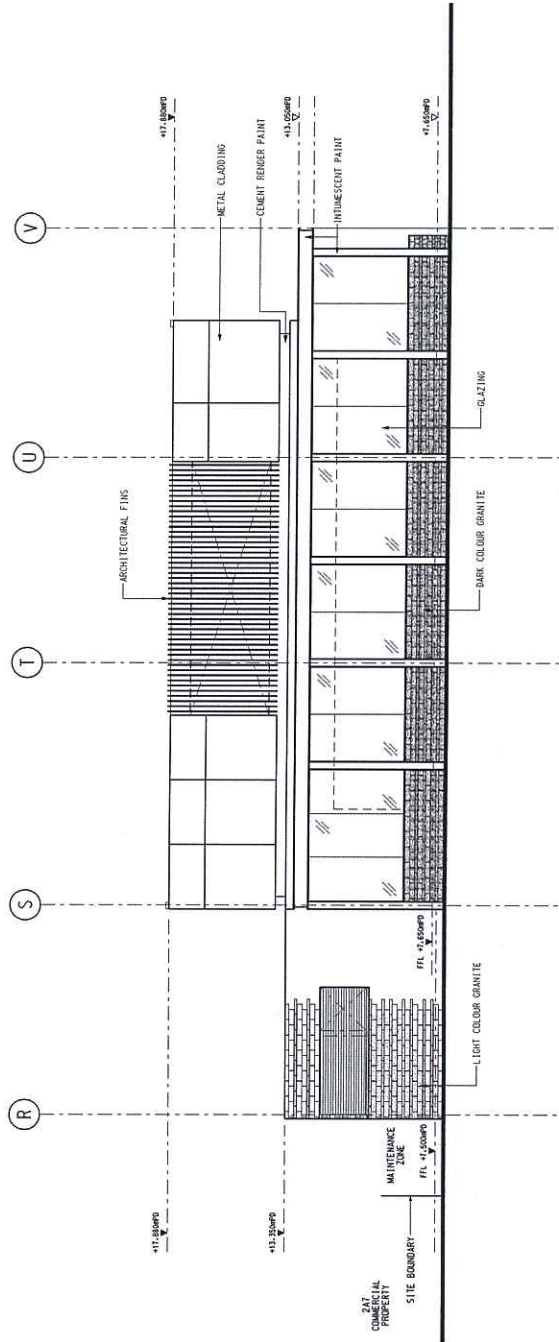 R
S
T
U
V
+17.880mPD
+13.350mPD
ARCHITECTURAL FINS
+17.880mPD
METAL CLADDING
CEMENT RENDER PAINT
+13.050mPD
INTUMESCENT PAINT
+7.650mPD
2A7
COMMERCIAL
PROPERTY
SITE BOUNDARY
MAINTENANCE
ZONE
FFL +7.500mPD
LIGHT COLOUR GRANITE
FFL +7.650mPD
DARK COLOUR GRANITE
GLAZING